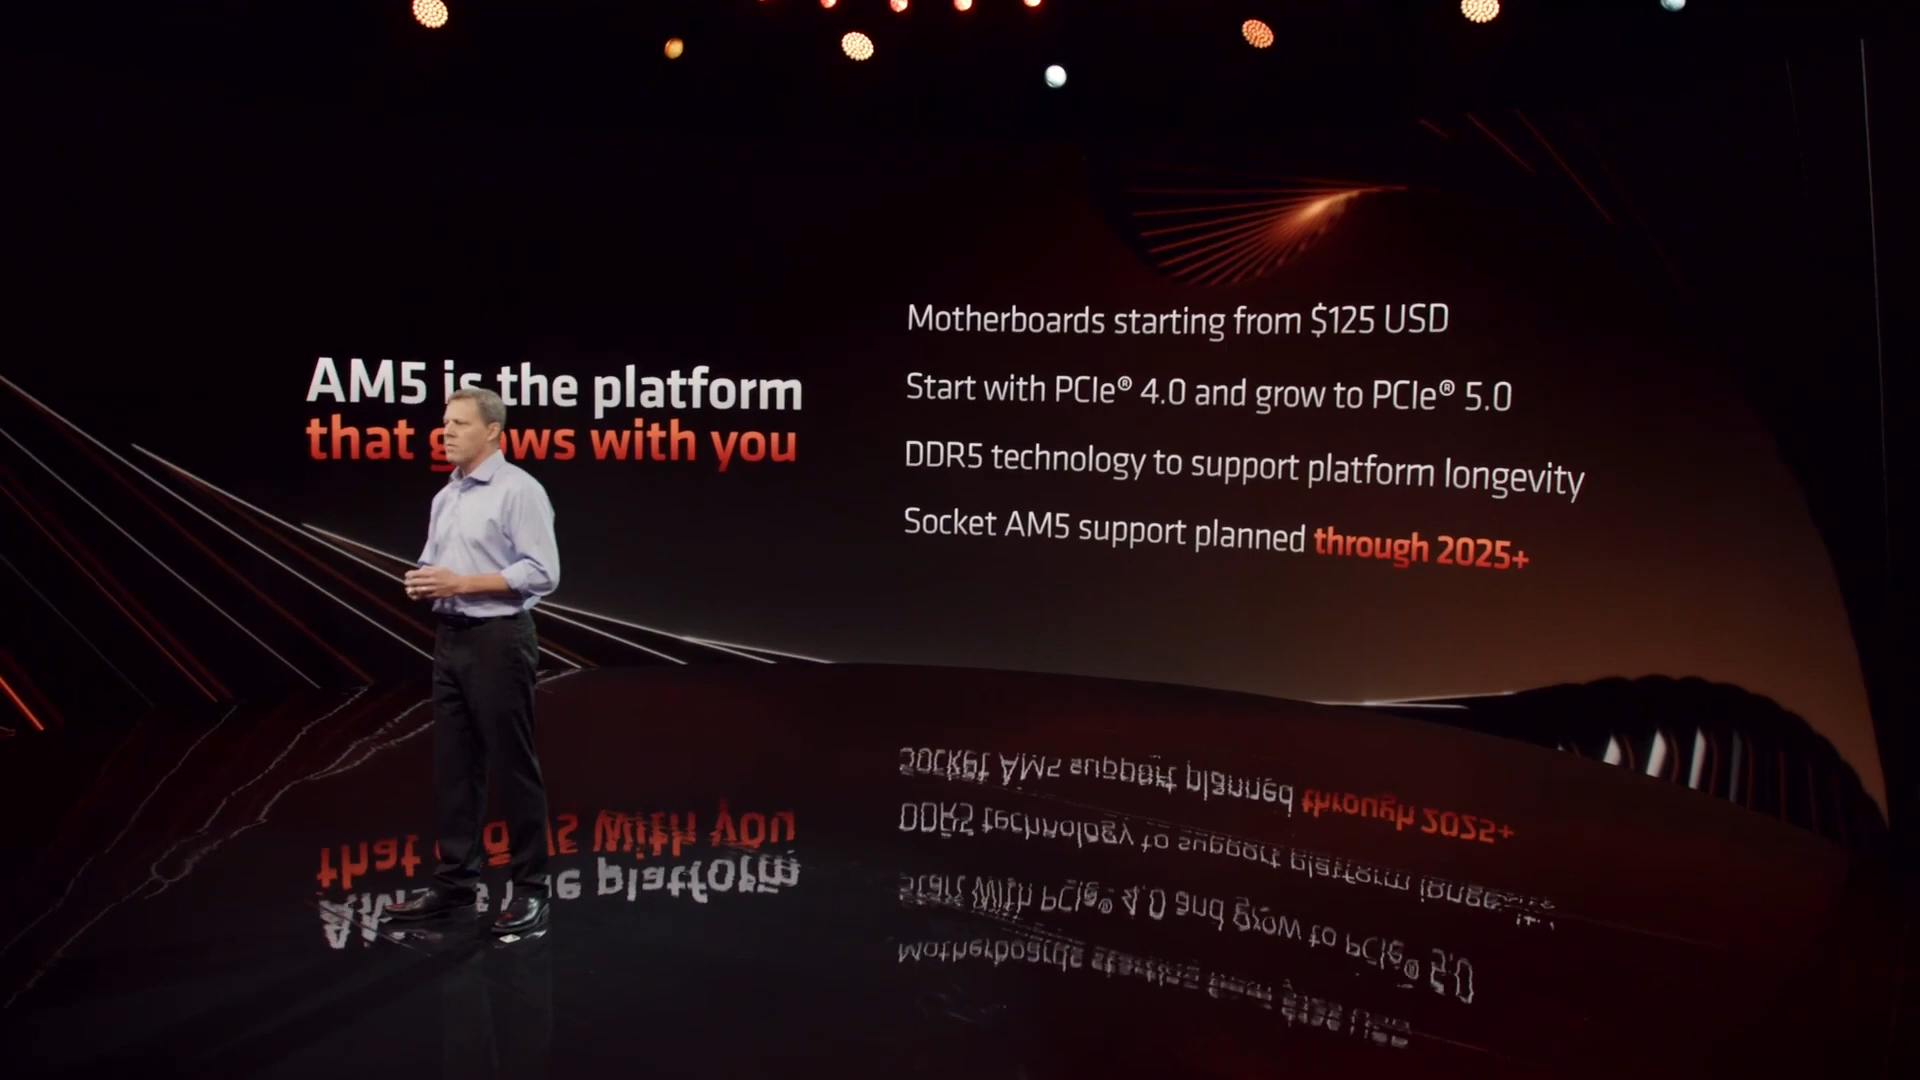 AM5 is the platform
that grows with you
Motherboards starting from $125 USD
Start with PCIe® 4.0 and grow to PCIe® 5.0
DDR5 technology to support platform longevity
Socket AM5 support planned through 2025+